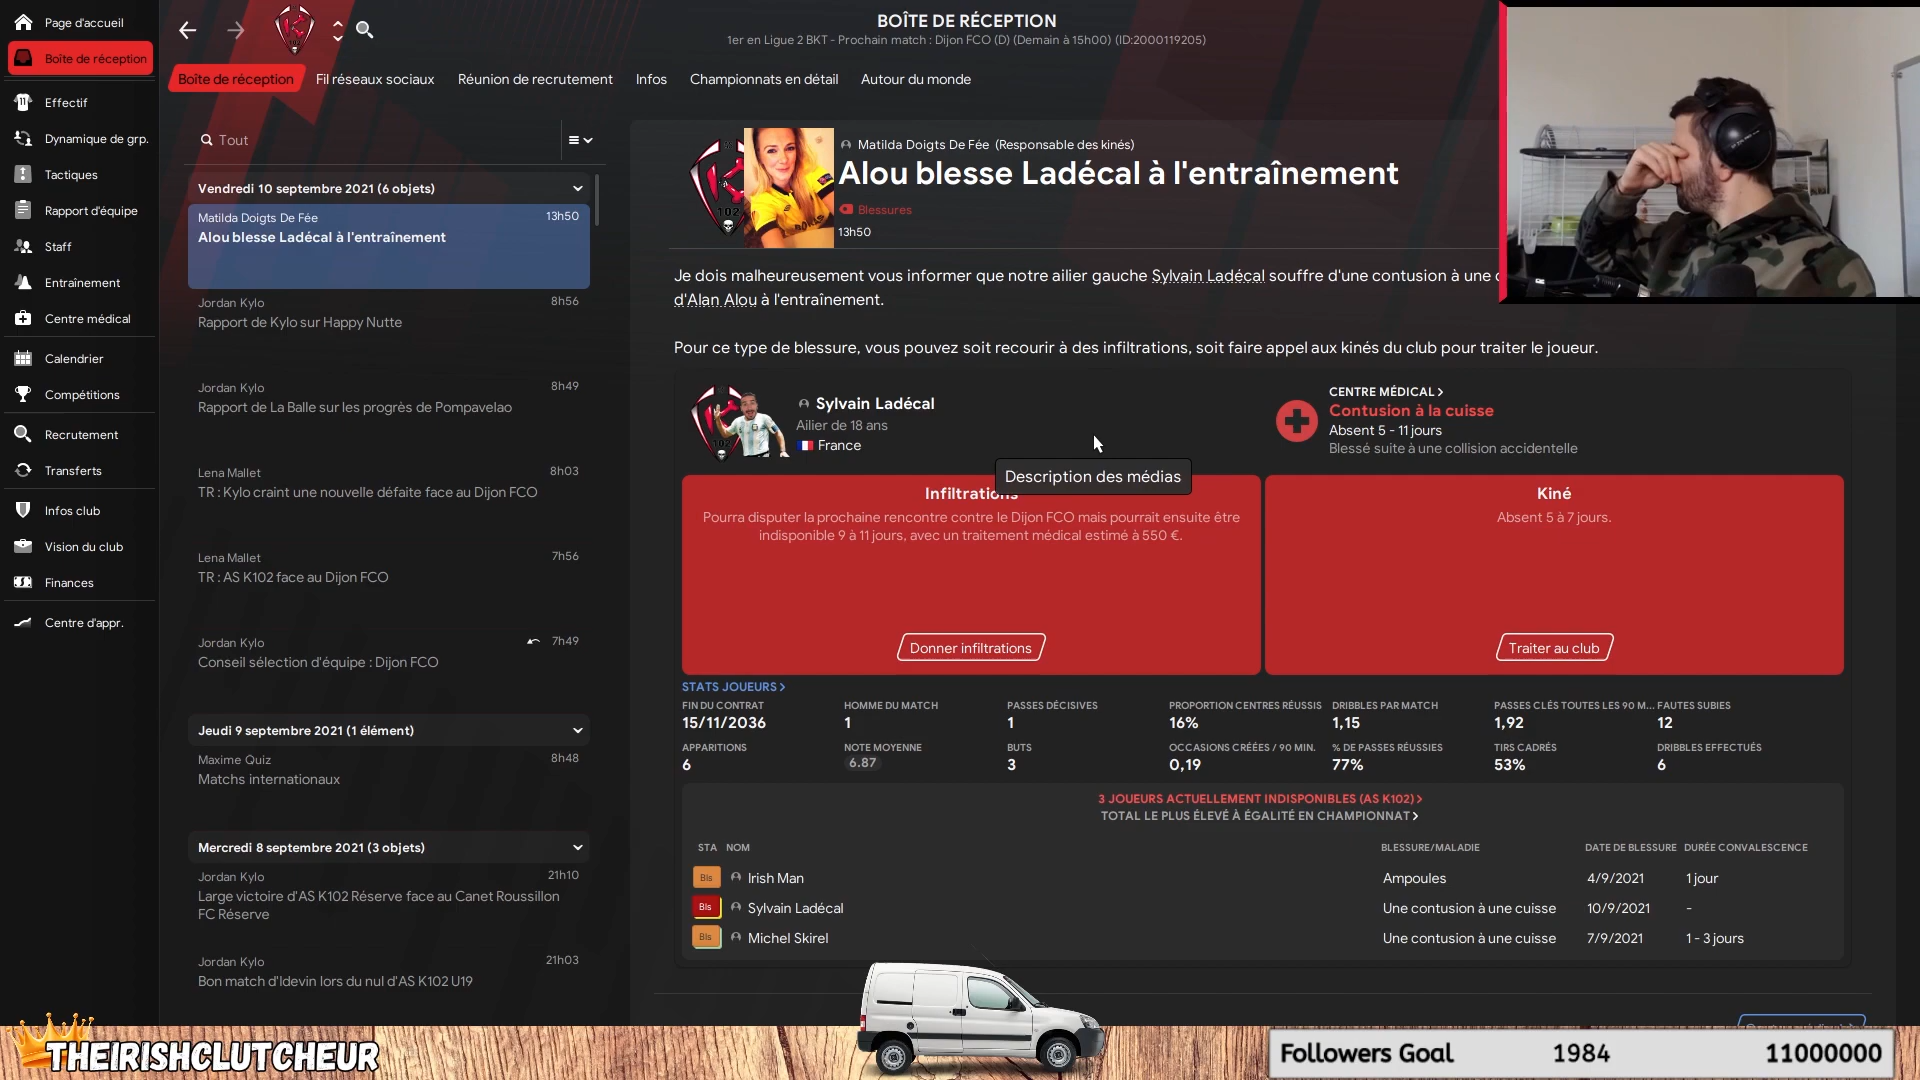 Page d'accueil
Boîte de réception
Effectif
Dynamique de grp.
Tactiques
Rapport d'équipe
Staff
Entraînement
Centre médical
Calendrier
Compétitions
Recrutement
Transferts
Infos club
Vision du club
Finances
Centre d'appr.
BOÎTE DE RÉCEPTION
1er en Ligue 2 BKT - Prochain match : Dijon FCO (D) (Demain à 15h00) (ID:2000119205)
Boîte de réception Fil réseaux sociaux Réunion de recrutement Infos Championnats en détail Autour du monde
Tout
Vendredi 10 septembre 2021 (6 objets)
Matilda Doigts De Fée 13h50
Alou blesse Ladécal à l'entraînement
Jordan Kylo 8h56
Rapport de Kylo sur Happy Nutte
Jordan Kylo 8h49
Rapport de La Balle sur les progrès de Pompavelao
Lena Mallet 8h03
TR : Kylo craint une nouvelle défaite face au Dijon FCO
Lena Mallet 7h56
TR : AS K102 face au Dijon FCO
Jordan Kylo 7h49
Conseil sélection d'équipe : Dijon FCO
Jeudi 9 septembre 2021 (1 élément)
Maxime Quiz 8h48
Matchs internationaux
Mercredi 8 septembre 2021 (3 objets)
Jordan Kylo 21h10
Large victoire d'AS K102 Réserve face au Canet Roussillon
FC Réserve
Jordan Kylo 21h03
Bon match d'Idevin lors du nul d'AS K102 U19
102
Matilda Doigts De Fée (Responsable des kinés)
Alou blesse Ladécal à l'entraînement
Blessures
13h50
Je dois malheureusement vous informer que notre ailier gauche Sylvain Ladécal souffre d'une contusion à une
d'Alan Alou à l'entraînement.
Pour ce type de blessure, vous pouvez soit recourir à des infiltrations, soit faire appel aux kinés du club pour traiter le joueur.
Sylvain Ladécal
Ailier de 18 ans
France
CENTRE MÉDICAL >
Contusion à la cuisse
Absent 5 - 11 jours
Blessé suite à une collision accidentelle
Description des médias
Infiltrations
Pourra disputer la prochaine rencontre contre le Dijon FCO mais pourrait ensuite être
indisponible 9 à 11 jours, avec un traitement médical estimé à 550 €.
Donner infiltrations
Kiné
Absent 5 à 7 jours.
Traiter au club
STATS JOUEURS >
FIN DU CONTRAT HOMME DU MATCH PASSES DÉCISIVES PROPORTION CENTRES RÉUSSIS DRIBBLES PAR MATCH PASSES CLÉS TOUTES LES 90 M... FAUTES SUBIES
15/11/2036 1 1 16% 1,15 1,92 12
APPARITIONS NOTE MOYENNE BUTS OCCASIONS CRÉÉES / 90 MIN. % DE PASSES RÉUSSIES TIRS CADRÉS DRIBBLES EFFECTUÉS
6 6.87 3 0,19 77% 53% 6
3 JOUEURS ACTUELLEMENT INDISPONIBLES (AS K102) >
TOTAL LE PLUS ÉLEVÉ À ÉGALITÉ EN CHAMPIONNAT >
STA NOM BLESSURE/MALADIE DATE DE BLESSURE DURÉE CONVALESCENCE
Bls Irish Man Ampoules 4/9/2021 1 jour
Bls Sylvain Ladécal Une contusion à une cuisse 10/9/2021 -
Bls Michel Skirel Une contusion à une cuisse 7/9/2021 1 - 3 jours
THEIRISHCLUTCHEUR
Followers Goal 1984 11000000